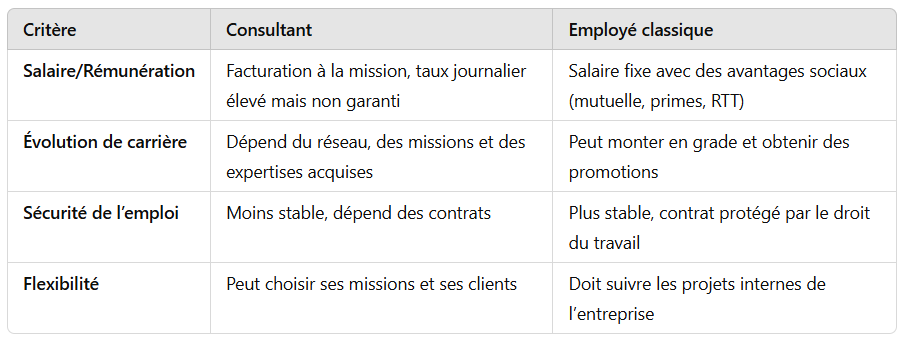 Critère	Consultant	Employé classique
Salaire/Rémunération	Facturation à la mission, taux journalier	Salaire fixe avec des avantages sociaux
élevé mais non garanti	(mutuelle, primes, RTT)
Évolution de carrière	Dépend du réseau, des missions et des	Peut monter en grade et obtenir des
expertises acquises	promotions
Sécurité de l’emploi	Moins stable, dépend des contrats	Plus stable, contrat protégé par le droit
du travail
Flexibilité	Peut choisir ses missions et ses clients	Doit suivre les projets internes de
l’entreprise